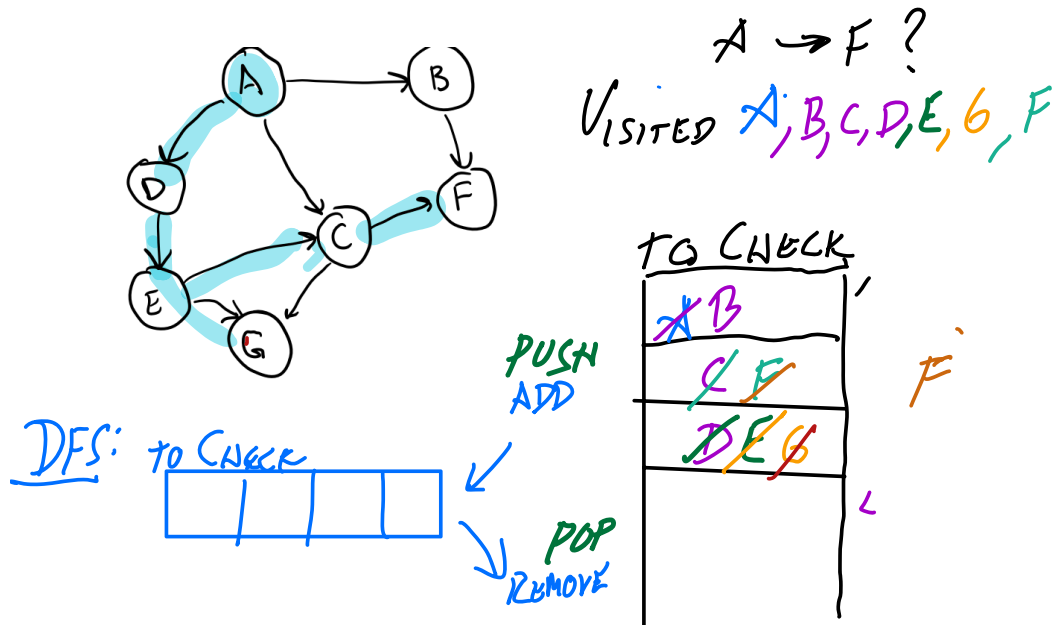 A → F ?
VISITED A, B, C, D, E, G, F
A
B
D
F
C
E
G
TO CHECK
A B
C F
D E G
F
PUSH
ADD
DFS: TO CHECK
POP
REMOVE